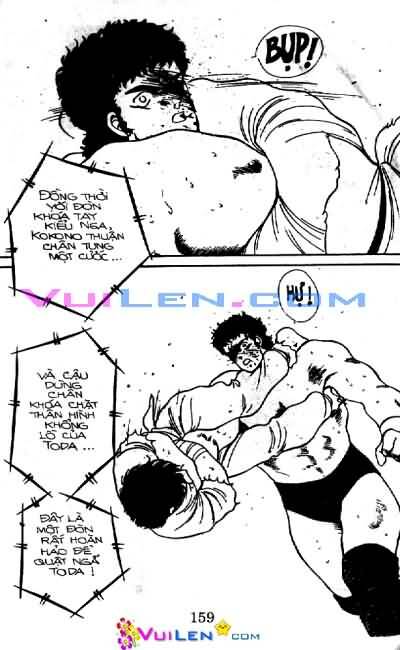 BỤP!
ĐỒNG THỜI
VỚI ĐÒN
KHÓA TAY
KIỂU NGA,
KOKONO THUẬN
CHÂN TUNG
MỘT CƯỚC...
VUILEN.COM
HỰ!
VÀ CẬU
DÙNG
CHÂN
KHÓA CHẶT
THÂN HÌNH
KHỔNG
LỒ CỦA
TODA...
ĐÂY LÀ
MỘT ĐÒN
RẤT HOÀN
HẢO ĐỂ
QUẬT NGÃ
TODA!
159
VUILEN.COM